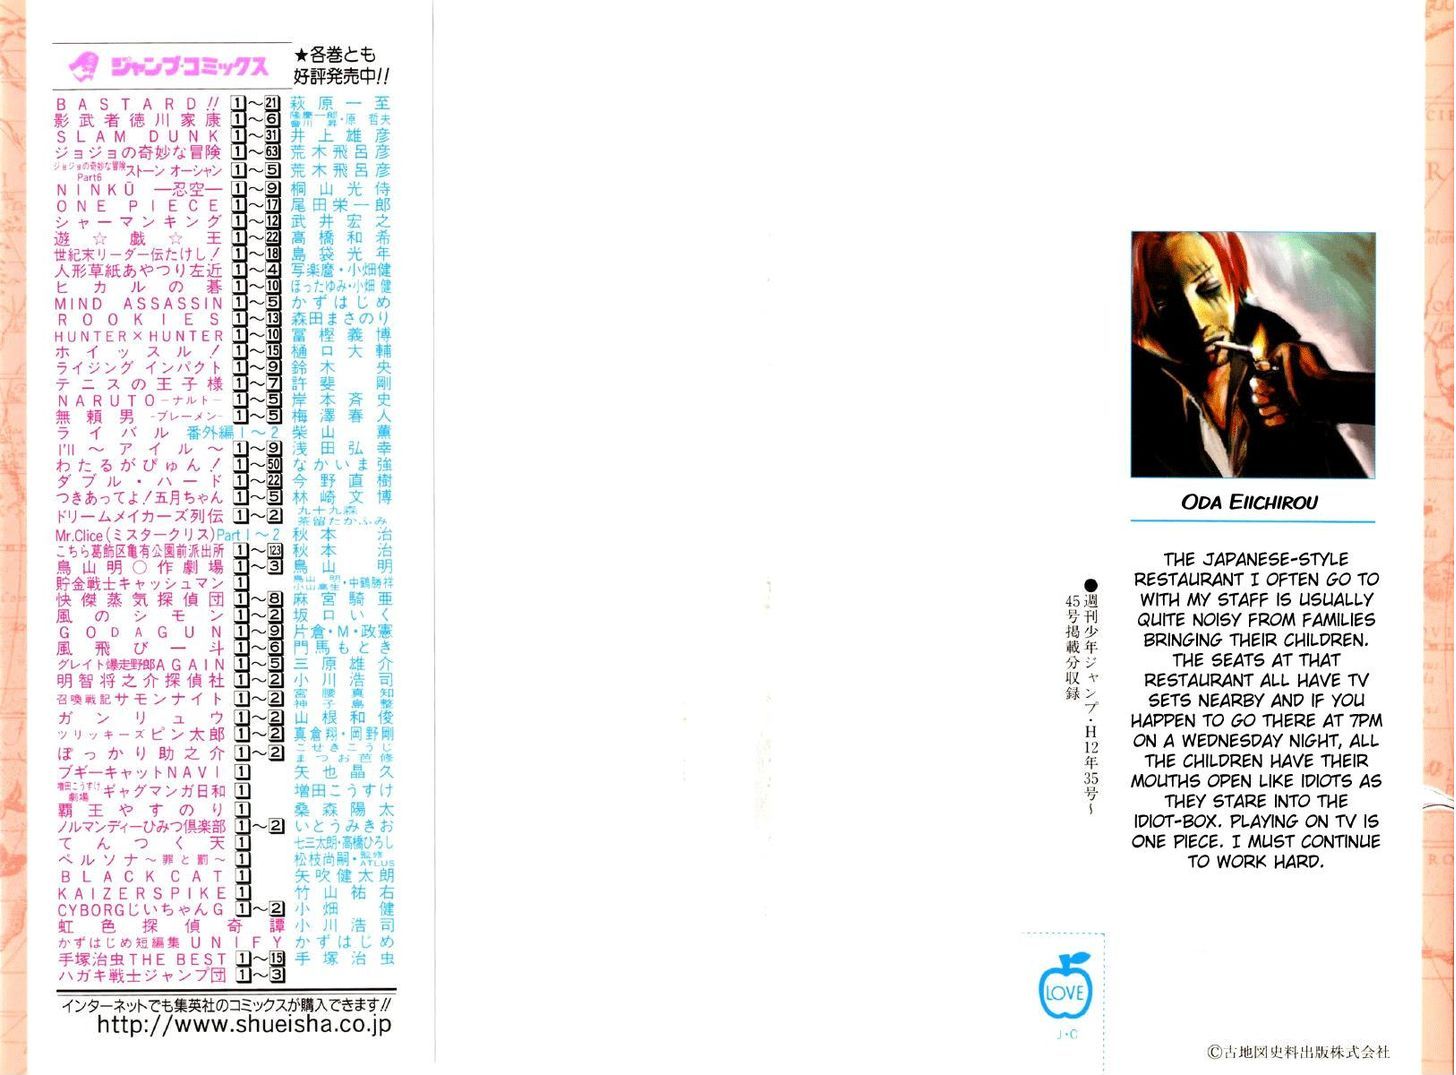 ジャンプ・コミックス
★各巻とも
好評発売中!!
BASTARD!! 1〜21 萩原一至
影武者徳川家康 1〜6 隆慶一郎・原哲夫 會川昇
SLAM DUNK 1〜31 井上雄彦
ジョジョの奇妙な冒険 1〜63 荒木飛呂彦
ジョジョの奇妙な冒険Part6 ストーン オーシャン 1〜5 荒木飛呂彦
NINKŪ —忍空— 1〜9 桐山光侍
ONE PIECE 1〜17 尾田栄一郎
シャーマンキング 1〜12 武井宏之
遊☆戯☆王 1〜22 高橋和希
世紀末リーダー伝たけし! 1〜18 島袋光年
人形草紙あやつり左近 1〜4 写楽麿・小畑健
ヒカルの碁 1〜10 ほったゆみ・小畑健
MIND ASSASSIN 1〜5 かずはじめ
ROOKIES 1〜13 森田まさのり
HUNTER×HUNTER 1〜10 冨樫義博
ホイッスル! 1〜15 樋口大輔
ライジング インパクト 1〜9 鈴木央
テニスの王子様 1〜7 許斐剛
NARUTO—ナルト— 1〜5 岸本斉史
無頼男 -ブレーメン- 1〜5 梅澤春人
ライバル 番外編1〜2 柴山薫
I'll 〜アイル〜 1〜9 浅田弘幸
わたるがぴゅん! 1〜50 なかいま強
ダブル・ハード 1〜22 今野直樹
つきあってよ!五月ちゃん 1〜5 林崎文博
ドリームメイカーズ列伝 1〜2 九十九森 茶留たかふみ
Mr.Clice(ミスタークリス)Part1〜2 秋本治
こちら葛飾区亀有公園前派出所 1〜123 秋本治
鳥山明○作劇場 1〜3 鳥山明
貯金戦士キャッシュマン 1 鳥山明・中鶴勝祥 小山高生
快傑蒸気探偵団 1〜8 麻宮騎亜
風のシモン 1〜2 坂口いく
GODAGUN 1〜9 片倉・M・政憲
風飛び一斗 1〜6 門馬もとき
グレイト爆走野郎AGAIN 1〜5 三原雄介
明智将之介探偵社 1〜2 小川浩司
召喚戦記サモンナイト 1〜2 宮腰真知 神子島整
ガンリュウ 1〜2 山根和俊
ツリッキーズピン太郎 1〜2 真倉翔・岡野剛
ぽっかり助之介 1〜2 こせきこうじ まつお芭修
ブギーキャットNAVI 1 矢也晶久
増田こうすけ劇場 ギャグマンガ日和 1 増田こうすけ
覇王やすのり 1 桑森陽太
ノルマンディーひみつ倶楽部 1〜2 いとうみきお
てんつく天 1 七三太朗・高橋ひろし
ペルソナ〜罪と罰〜 1 松枝尚嗣・監修ATLUS
BLACK CAT 1 矢吹健太朗
KAIZERSPIKE 1 竹山祐右
CYBORGじいちゃんG 1〜2 小畑健
虹色探偵奇譚 小川浩司
かずはじめ短編集 UNIFY かずはじめ
手塚治虫THE BEST 1〜15 手塚治虫
ハガキ戦士ジャンプ団 1〜3
インターネットでも集英社のコミックスが購入できます!!
http://www.shueisha.co.jp
●週刊少年ジャンプ・H12年35号〜
45号掲載分収録
ODA EIICHIROU
THE JAPANESE-STYLE
RESTAURANT I OFTEN GO TO
WITH MY STAFF IS USUALLY
QUITE NOISY FROM FAMILIES
BRINGING THEIR CHILDREN.
THE SEATS AT THAT
RESTAURANT ALL HAVE TV
SETS NEARBY AND IF YOU
HAPPEN TO GO THERE AT 7PM
ON A WEDNESDAY NIGHT, ALL
THE CHILDREN HAVE THEIR
MOUTHS OPEN LIKE IDIOTS AS
THEY STARE INTO THE
IDIOT-BOX. PLAYING ON TV IS
ONE PIECE. I MUST CONTINUE
TO WORK HARD.
LOVE
J・C
©古地図史料出版株式会社